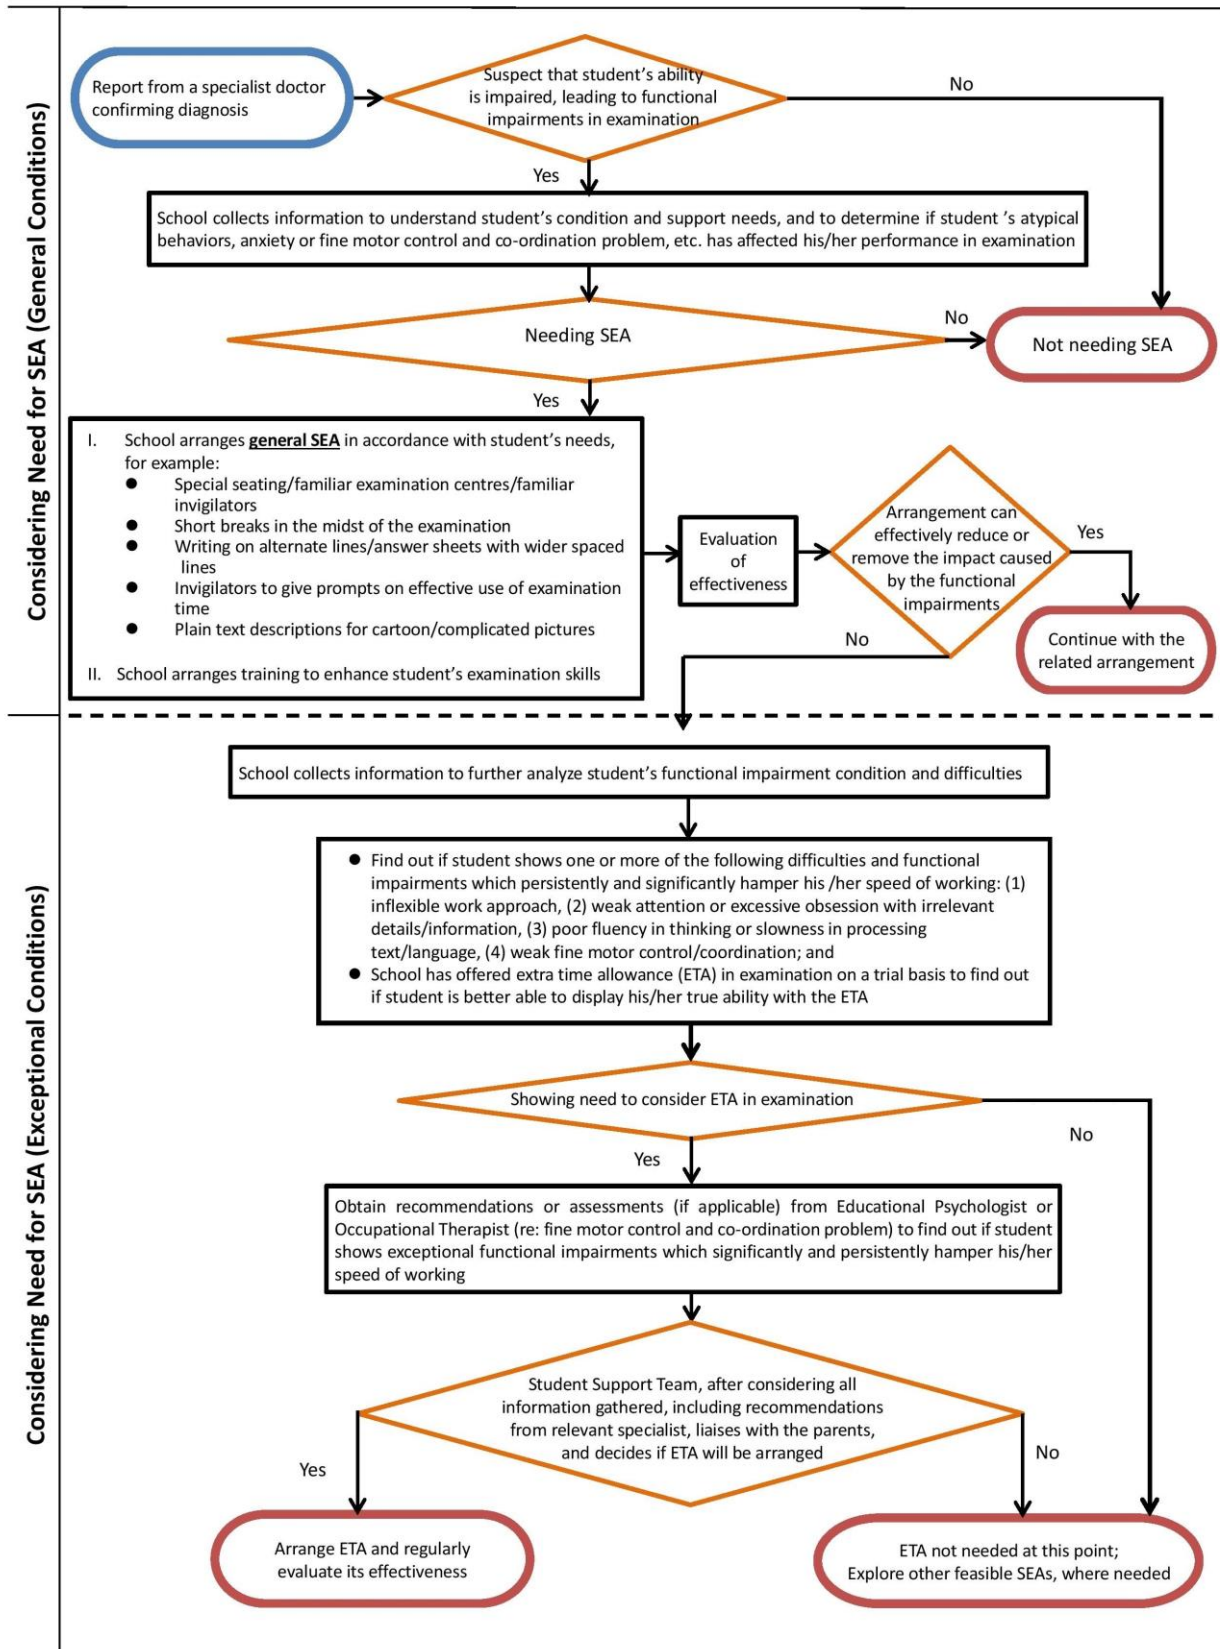 Considering Need for SEA (General Conditions)
Report from a specialist doctor
confirming diagnosis
Suspect that student's ability
is impaired, leading to functional
impairments in examination
No
Yes
School collects information to understand student's condition and support needs, and to determine if student 's atypical
behaviors, anxiety or fine motor control and co-ordination problem, etc. has affected his/her performance in examination
Needing SEA
No
Not needing SEA
Yes
I. School arranges general SEA in accordance with student's needs,
for example:
● Special seating/familiar examination centres/familiar
invigilators
● Short breaks in the midst of the examination
● Writing on alternate lines/answer sheets with wider spaced
lines
● Invigilators to give prompts on effective use of examination
time
● Plain text descriptions for cartoon/complicated pictures
II. School arranges training to enhance student's examination skills
Evaluation
of
effectiveness
Arrangement can
effectively reduce or
remove the impact caused
by the functional
impairments
Yes
No
Continue with the
related arrangement
Considering Need for SEA (Exceptional Conditions)
School collects information to further analyze student's functional impairment condition and difficulties
● Find out if student shows one or more of the following difficulties and functional
impairments which persistently and significantly hamper his /her speed of working: (1)
inflexible work approach, (2) weak attention or excessive obsession with irrelevant
details/information, (3) poor fluency in thinking or slowness in processing
text/language, (4) weak fine motor control/coordination; and
● School has offered extra time allowance (ETA) in examination on a trial basis to find out
if student is better able to display his/her true ability with the ETA
Showing need to consider ETA in examination
No
Yes
Obtain recommendations or assessments (if applicable) from Educational Psychologist or
Occupational Therapist (re: fine motor control and co-ordination problem) to find out if student
shows exceptional functional impairments which significantly and persistently hamper his/her
speed of working
Student Support Team, after considering all
information gathered, including recommendations
from relevant specialist, liaises with the parents,
and decides if ETA will be arranged
Yes
No
Arrange ETA and regularly
evaluate its effectiveness
ETA not needed at this point;
Explore other feasible SEAs, where needed